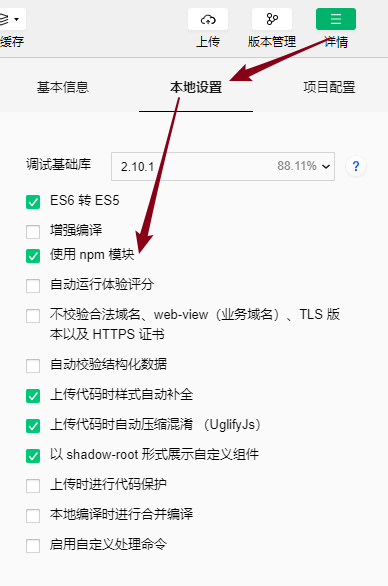 缓存
上传
版本管理
详情
基本信息
本地设置
项目配置
调试基础库
2.10.1
88.11%
?
ES6 转 ES5
增强编译
使用 npm 模块
自动运行体验评分
不校验合法域名、web-view（业务域名）、TLS 版
本以及 HTTPS 证书
自动校验结构化数据
上传代码时样式自动补全
上传代码时自动压缩混淆 （UglifyJs）
以 shadow-root 形式展示自定义组件
上传时进行代码保护
本地编译时进行合并编译
启用自定义处理命令